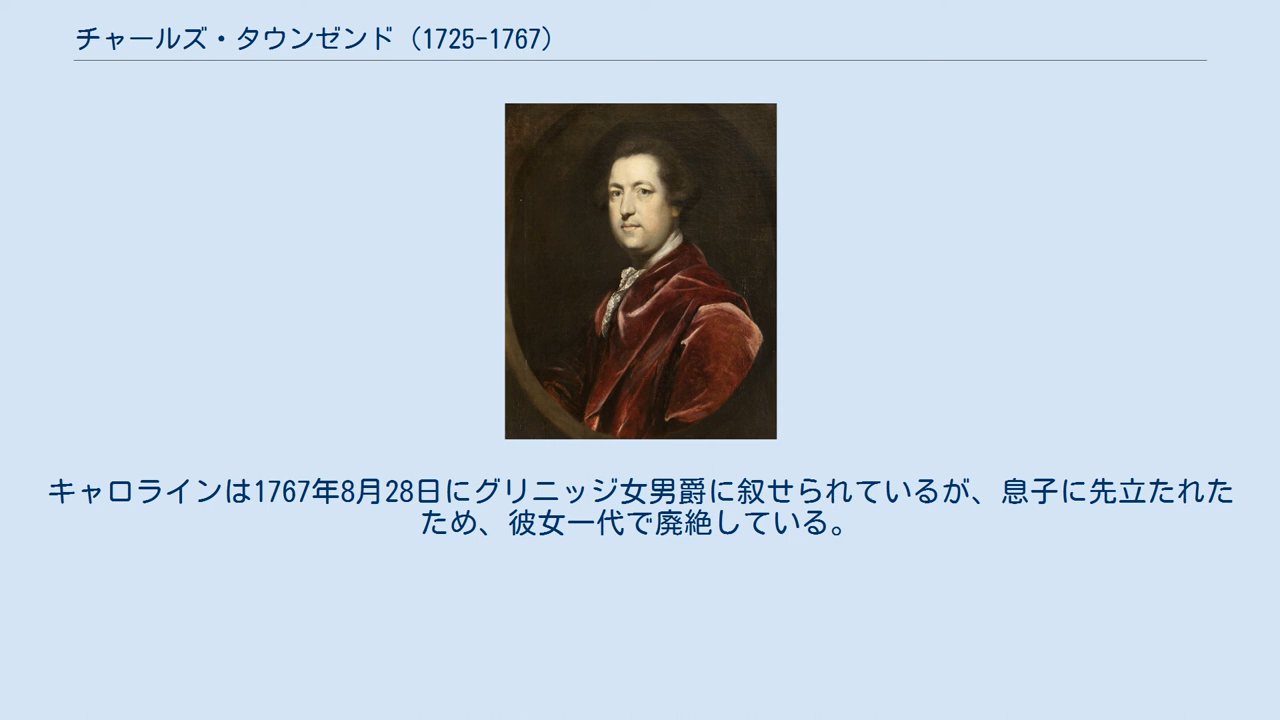 チャールズ・タウンゼンド（1725-1767）
キャロラインは1767年8月28日にグリニッジ女男爵に叙せられているが、息子に先立たれた
ため、彼女一代で廃絶している。